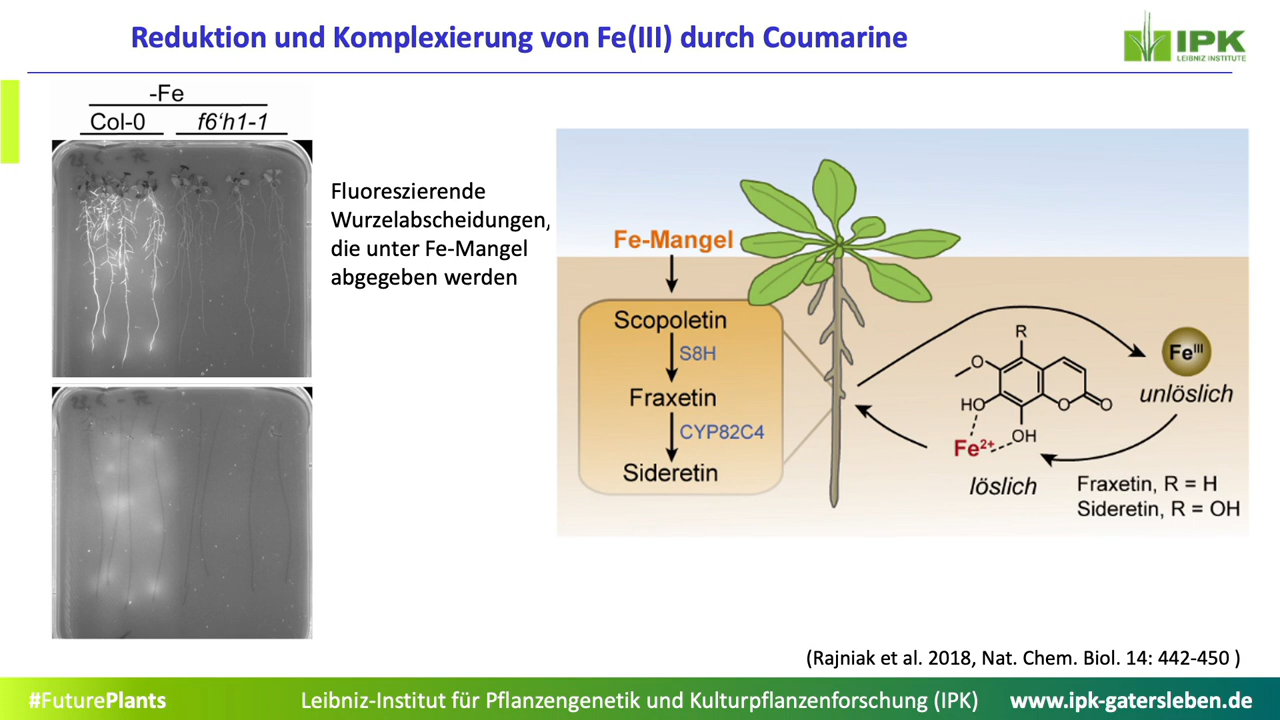 Reduktion und Komplexierung von Fe(III) durch Coumarine
IPK
LEIBNIZ INSTITUTE
-Fe
Col-0
f6‘h1-1
Fluoreszierende
Wurzelabscheidungen,
die unter Fe-Mangel
abgegeben werden
Fe-Mangel
Scopoletin
S8H
Fraxetin
CYP82C4
Sideretin
R
O
HO
O
O
OH
Fe2+
löslich
FeIII
unlöslich
Fraxetin, R = H
Sideretin, R = OH
(Rajniak et al. 2018, Nat. Chem. Biol. 14: 442-450 )
#FuturePlants
Leibniz-Institut für Pflanzengenetik und Kulturpflanzenforschung (IPK)
www.ipk-gatersleben.de